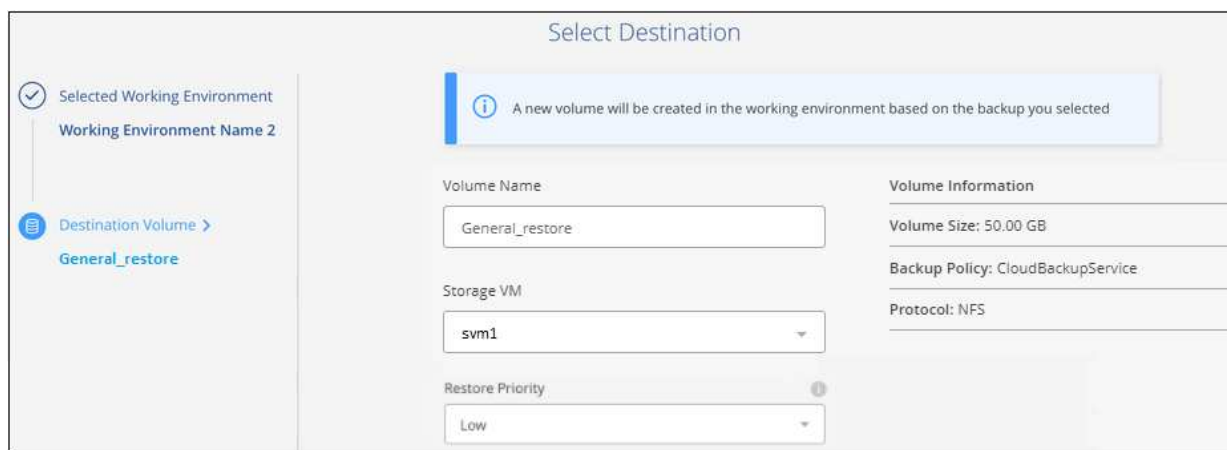 Select Destination
Selected Working Environment
Working Environment Name 2
Destination Volume >
General_restore
A new volume will be created in the working environment based on the backup you selected
Volume Name
General_restore
Storage VM
svm1
Restore Priority
Low
Volume Information
Volume Size: 50.00 GB
Backup Policy: CloudBackupService
Protocol: NFS